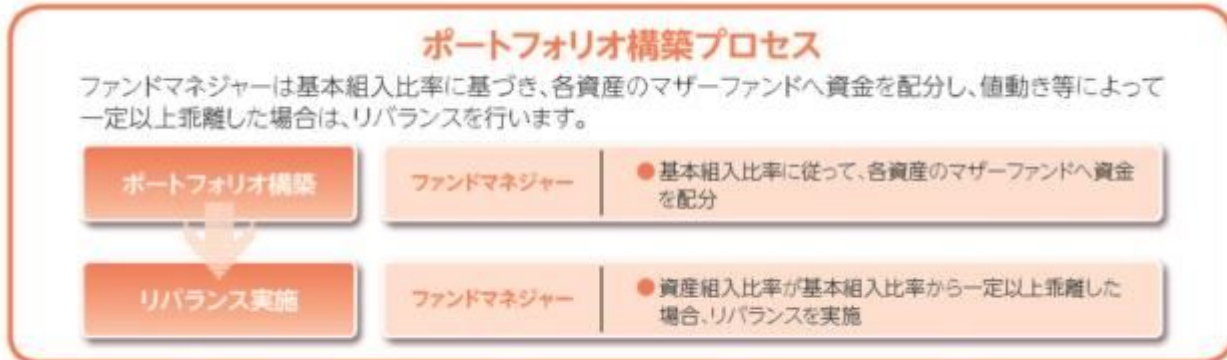 ポートフォリオ構築プロセス
ファンドマネジャーは基本組入比率に基づき、各資産のマザーファンドへ資金を配分し、値動き等によって
一定以上乖離した場合は、リバランスを行います。
ポートフォリオ構築
ファンドマネジャー
●基本組入比率に従って、各資産のマザーファンドへ資金
を配分
リバランス実施
ファンドマネジャー
●資産組入比率が基本組入比率から一定以上乖離した
場合、リバランスを実施